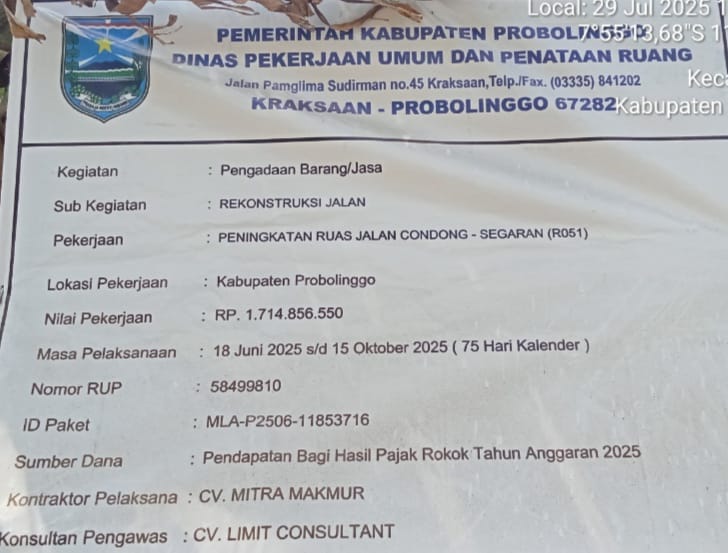 Local: 29 Jul 2025
PEMERINTAH KABUPATEN PROBOLINGGO
7°55'13,68"S
DINAS PEKERJAAN UMUM DAN PENATAAN RUANG
Jalan Pamglima Sudirman no.45 Kraksaan,Telp./Fax. (03335) 841202
Kec
KRAKSAAN - PROBOLINGGO 67282
Kabupaten
Kegiatan : Pengadaan Barang/Jasa
Sub Kegiatan : REKONSTRUKSI JALAN
Pekerjaan : PENINGKATAN RUAS JALAN CONDONG - SEGARAN (R051)
Lokasi Pekerjaan : Kabupaten Probolinggo
Nilai Pekerjaan : RP. 1.714.856.550
Masa Pelaksanaan : 18 Juni 2025 s/d 15 Oktober 2025 ( 75 Hari Kalender )
Nomor RUP : 58499810
ID Paket : MLA-P2506-11853716
Sumber Dana : Pendapatan Bagi Hasil Pajak Rokok Tahun Anggaran 2025
Kontraktor Pelaksana : CV. MITRA MAKMUR
Konsultan Pengawas : CV. LIMIT CONSULTANT